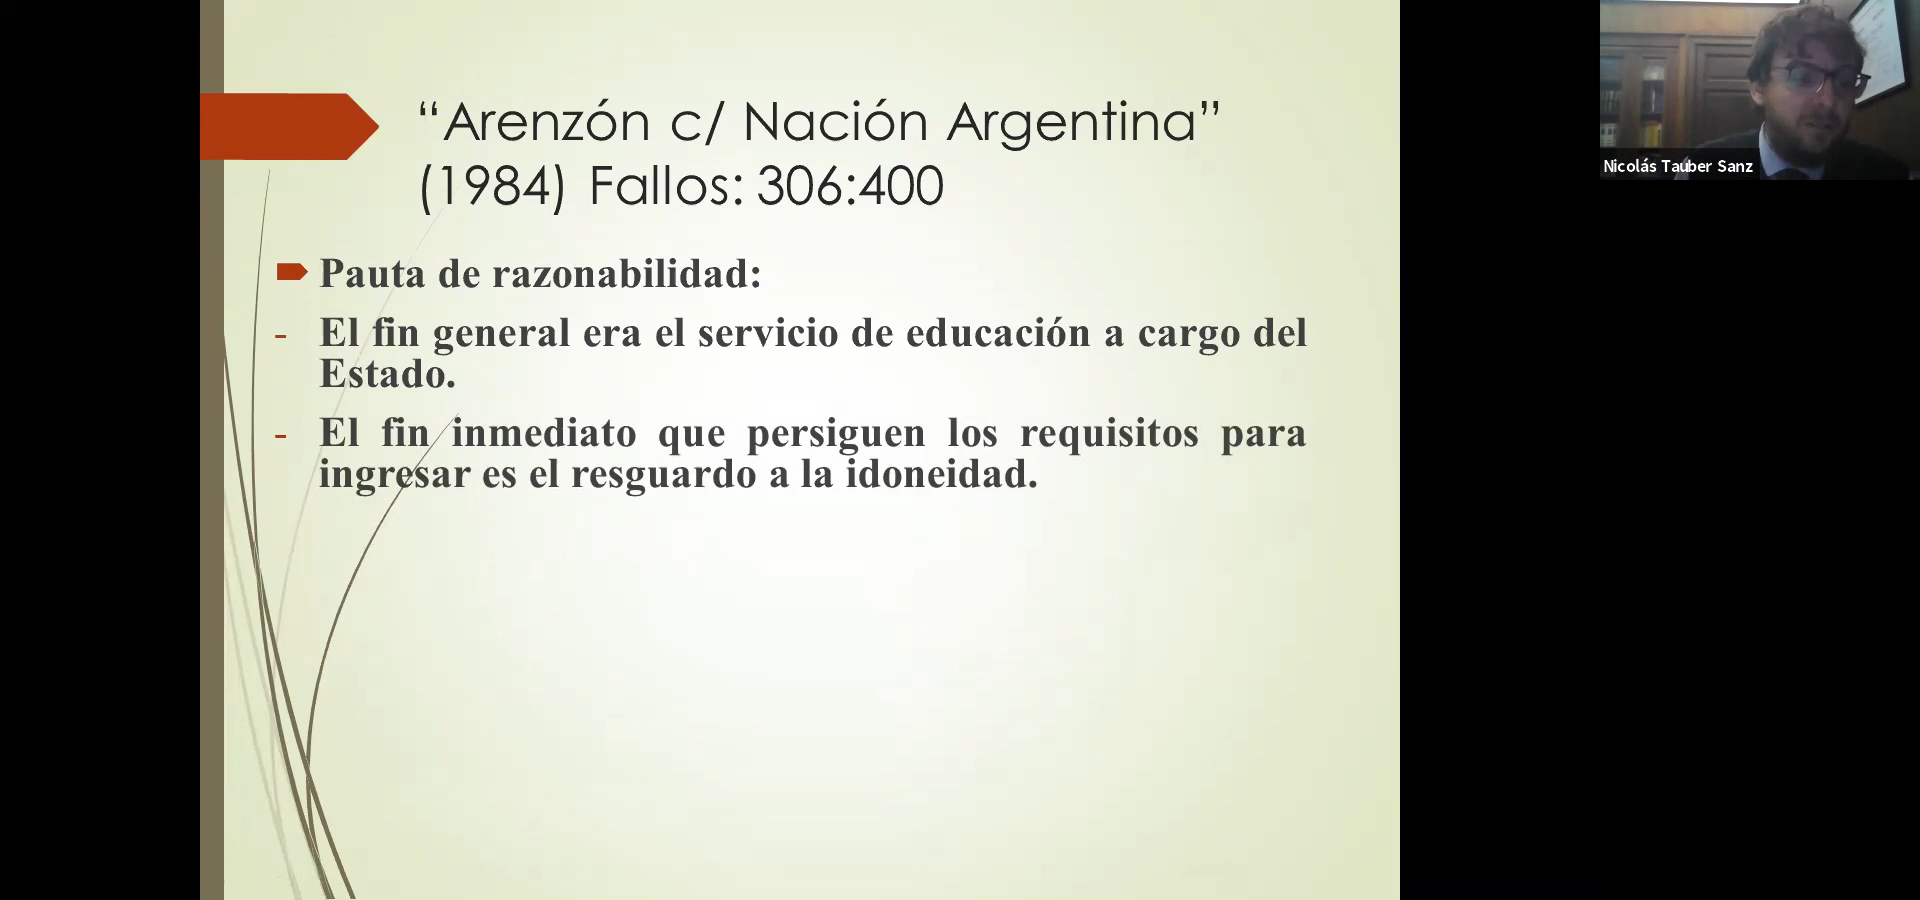 “Arenzón c/ Nación Argentina”
(1984) Fallos: 306:400
Pauta de razonabilidad:
- El fin general era el servicio de educación a cargo del
Estado.
- El fin inmediato que persiguen los requisitos para
ingresar es el resguardo a la idoneidad.
Nicolás Tauber Sanz